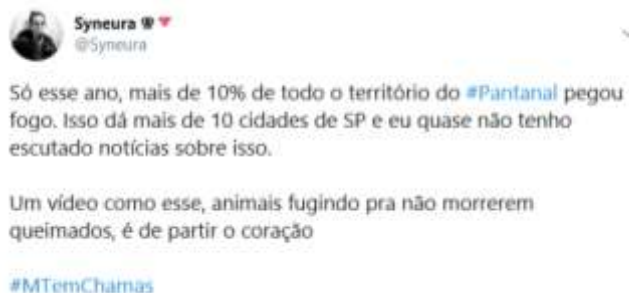 Syneura
@Syneura
Só esse ano, mais de 10% de todo o território do #Pantanal pegou
fogo. Isso dá mais de 10 cidades de SP e eu quase não tenho
escutado notícias sobre isso.
Um vídeo como esse, animais fugindo pra não morrerem
queimados, é de partir o coração
#MTemChamas